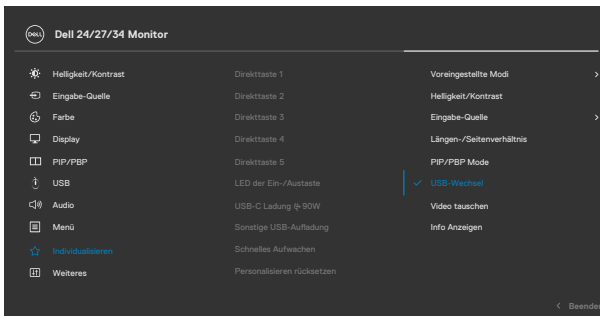 DELL Dell 24/27/34 Monitor
Helligkeit/Kontrast Direkttaste 1 Voreingestellte Modi
Eingabe-Quelle Direkttaste 2 Helligkeit/Kontrast
Farbe Direkttaste 3 Eingabe-Quelle
Display Direkttaste 4 Längen-/Seitenverhältnis
PIP/PBP Direkttaste 5 PIP/PBP Mode
USB LED der Ein-/Austaste USB-Wechsel
Audio USB-C Ladung 90W Video tauschen
Menü Sonstige USB-Aufladung Info Anzeigen
Individualisieren Schnelles Aufwachen
Weiteres Personalisieren rücksetzen
Beenden